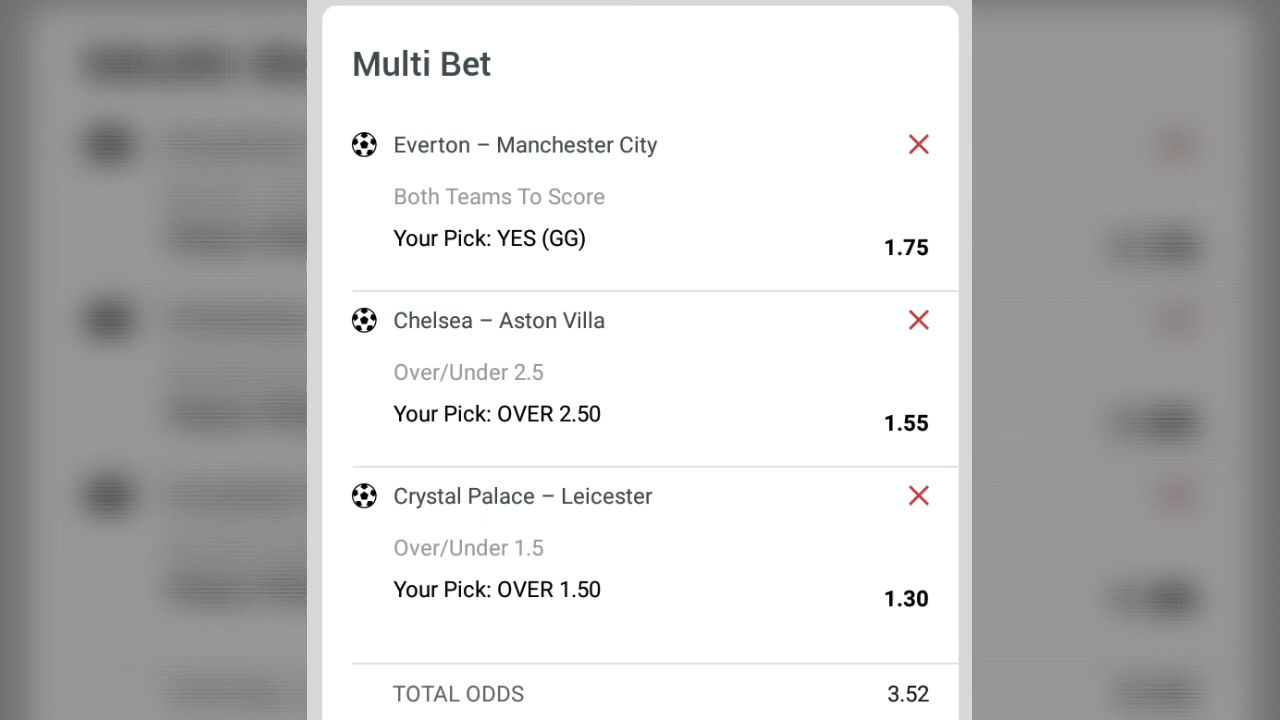 Multi Bet
Everton – Manchester City
Both Teams To Score
Your Pick: YES (GG)
1.75
Chelsea – Aston Villa
Over/Under 2.5
Your Pick: OVER 2.50
1.55
Crystal Palace – Leicester
Over/Under 1.5
Your Pick: OVER 1.50
1.30
TOTAL ODDS 3.52